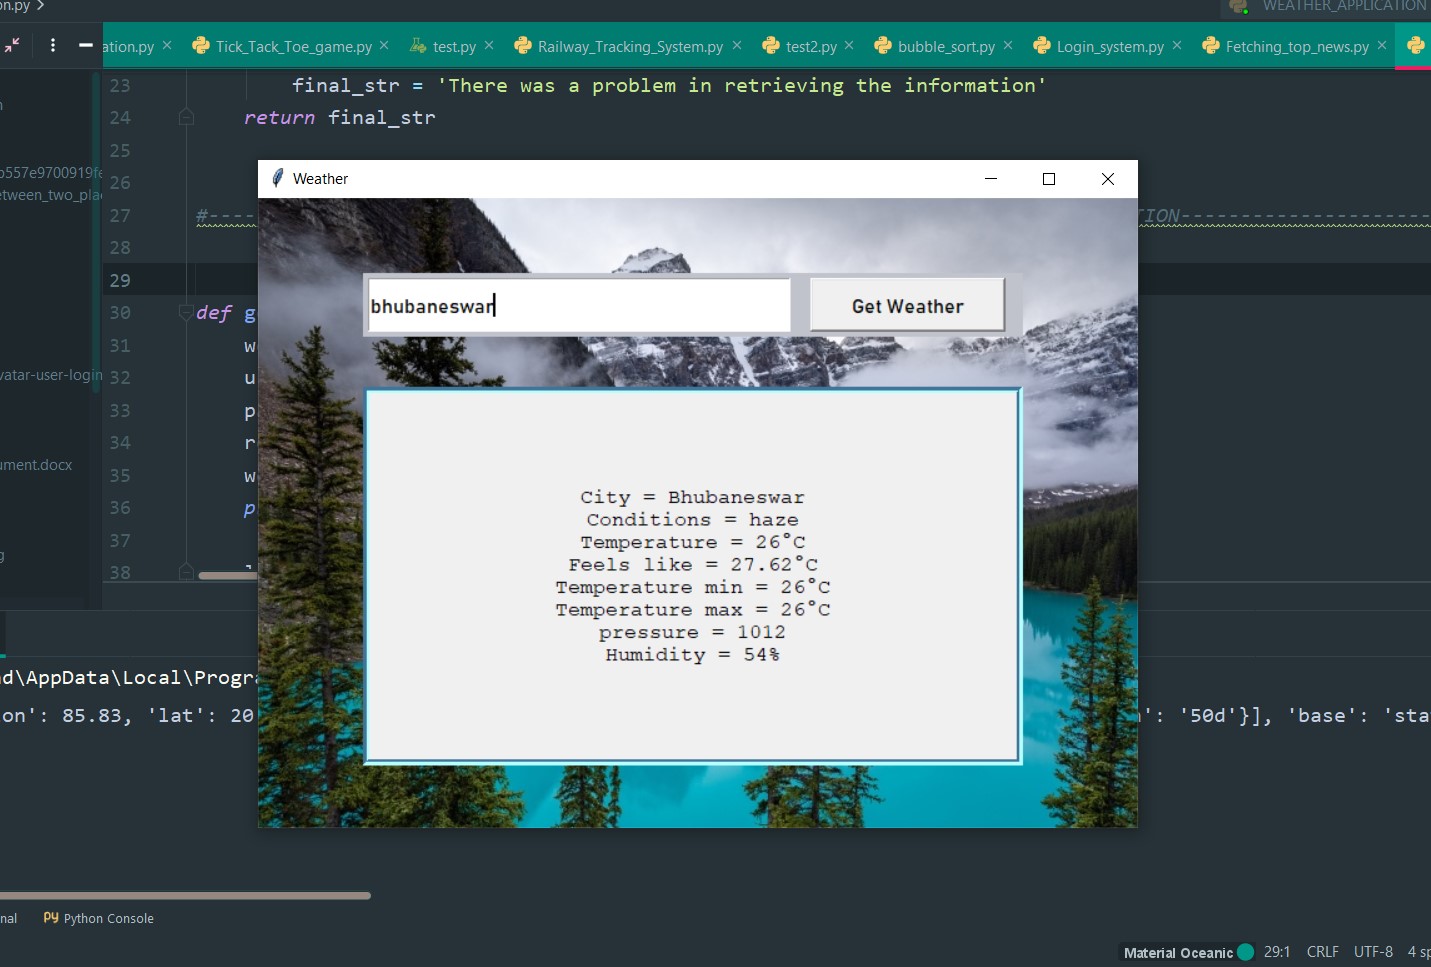 on.py
WEATHER_APPLICATION
ation.py Tick_Tack_Toe_game.py test.py Railway_Tracking_System.py test2.py bubble_sort.py Login_system.py Fetching_top_news.py
23 final_str = 'There was a problem in retrieving the information'
24 return final_str
25
26
27 #---- TION--------------------
28
29
30 def g
31 w
32 u
33 p
34 r
35 w
36 p
37
38
b557e9700919fe
etween_two_pla
vatar-user-login
ument.docx
g
Weather
bhubaneswar
Get Weather
City = Bhubaneswar
Conditions = haze
Temperature = 26°C
Feels like = 27.62°C
Temperature min = 26°C
Temperature max = 26°C
pressure = 1012
Humidity = 54%
d\AppData\Local\Progra
on': 85.83, 'lat': 20 ': '50d'}], 'base': 'sta
nal Python Console
Material Oceanic 29:1 CRLF UTF-8 4 sp